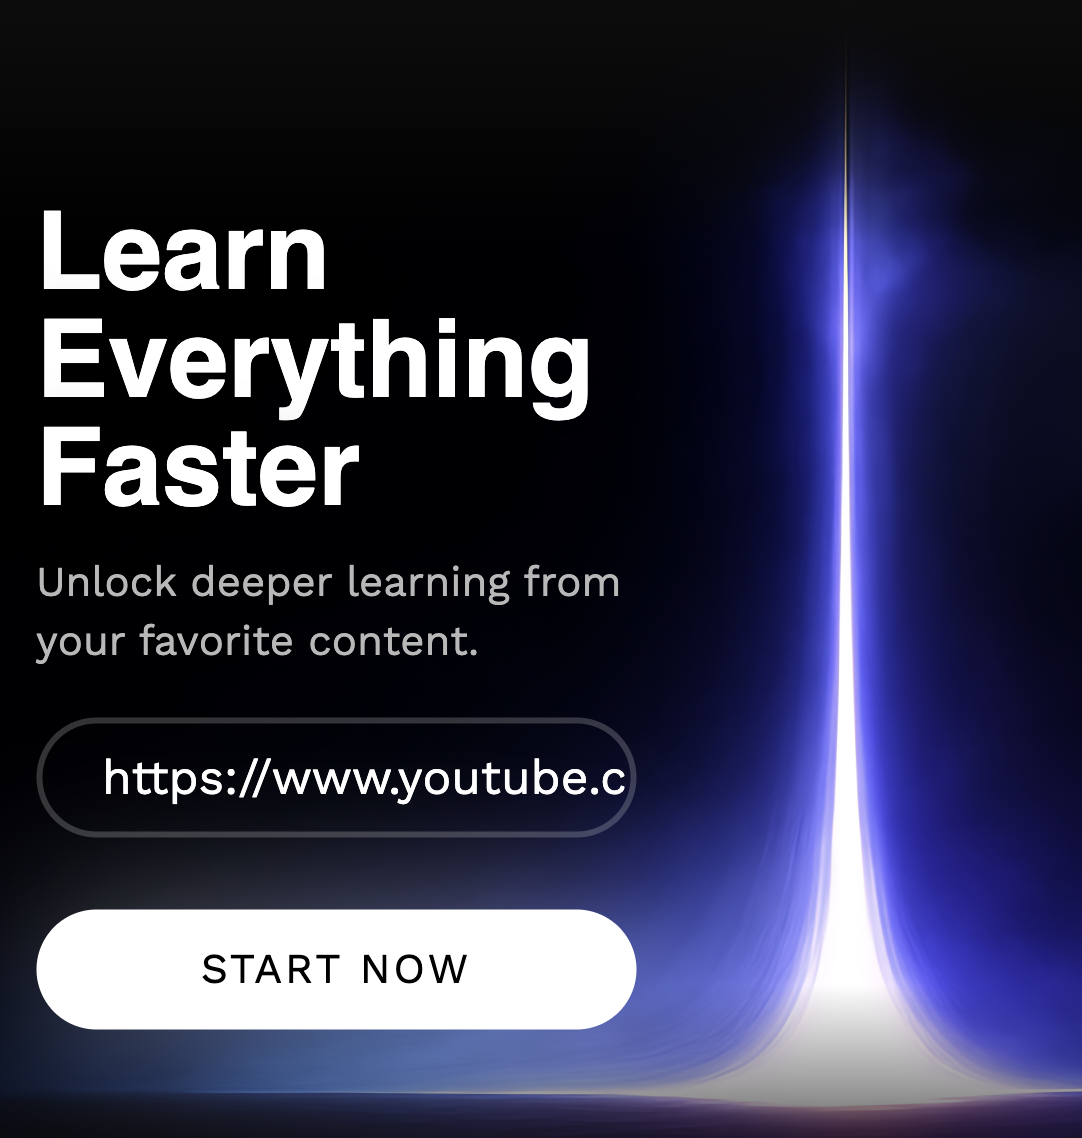 Learn
Everything
Faster
Unlock deeper learning from
your favorite content.
https://www.youtube.c
START NOW